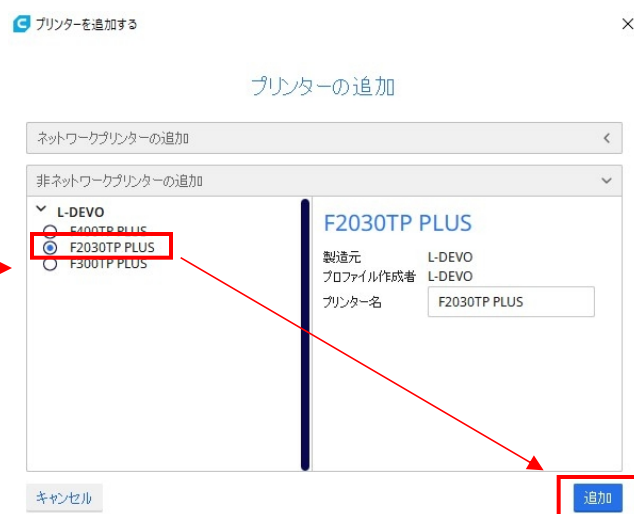 プリンターを追加する
プリンターの追加
ネットワークプリンターの追加
非ネットワークプリンターの追加
L-DEVO
F400TP PLUS
F2030TP PLUS
F300TP PLUS
F2030TP PLUS
製造元 L-DEVO
プロファイル作成者 L-DEVO
プリンター名 F2030TP PLUS
キャンセル
追加